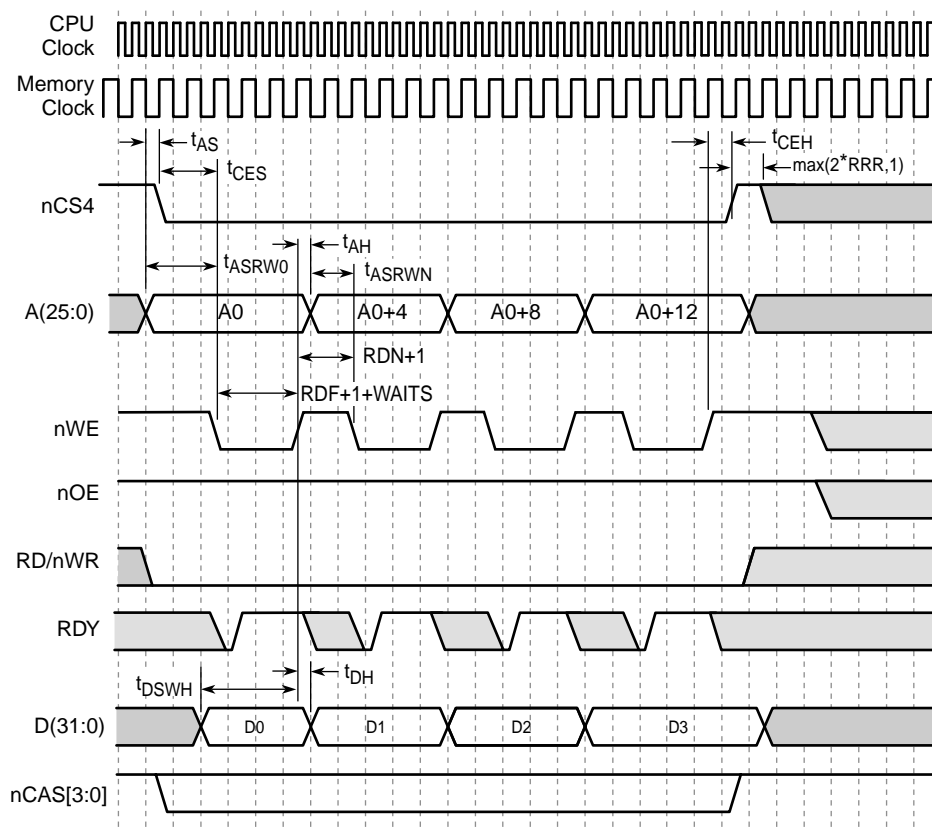 CPU
Clock
Memory
Clock
tAS
tCEH
tCES
max(2*RRR,1)
nCS4
tAH
tASRW0
tASRWN
A(25:0)
A0
A0+4
A0+8
A0+12
RDN+1
RDF+1+WAITS
nWE
nOE
RD/nWR
RDY
tDSWH
tDH
D(31:0)
D0
D1
D2
D3
nCAS[3:0]